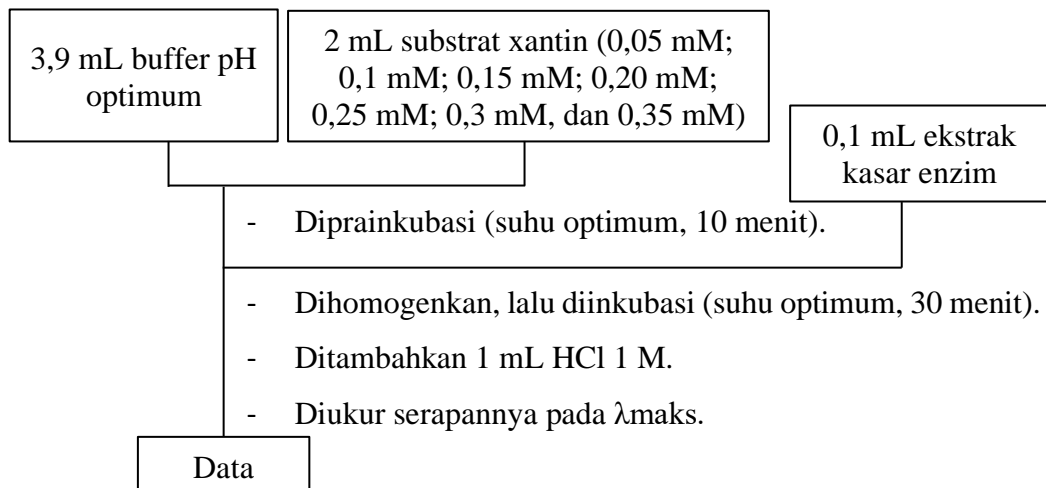 3,9 mL buffer pH
optimum
2 mL substrat xantin (0,05 mM;
0,1 mM; 0,15 mM; 0,20 mM;
0,25 mM; 0,3 mM, dan 0,35 mM)
0,1 mL ekstrak
kasar enzim
- Diprainkubasi (suhu optimum, 10 menit).
- Dihomogenkan, lalu diinkubasi (suhu optimum, 30 menit).
- Ditambahkan 1 mL HCl 1 M.
- Diukur serapannya pada λmaks.
Data